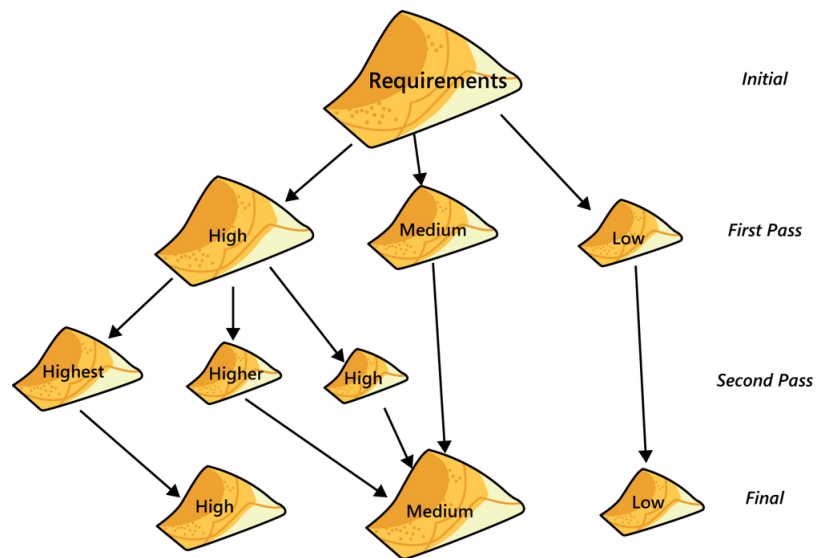 Requirements
Initial
High
Medium
Low
First Pass
Highest
Higher
High
Second Pass
High
Medium
Low
Final